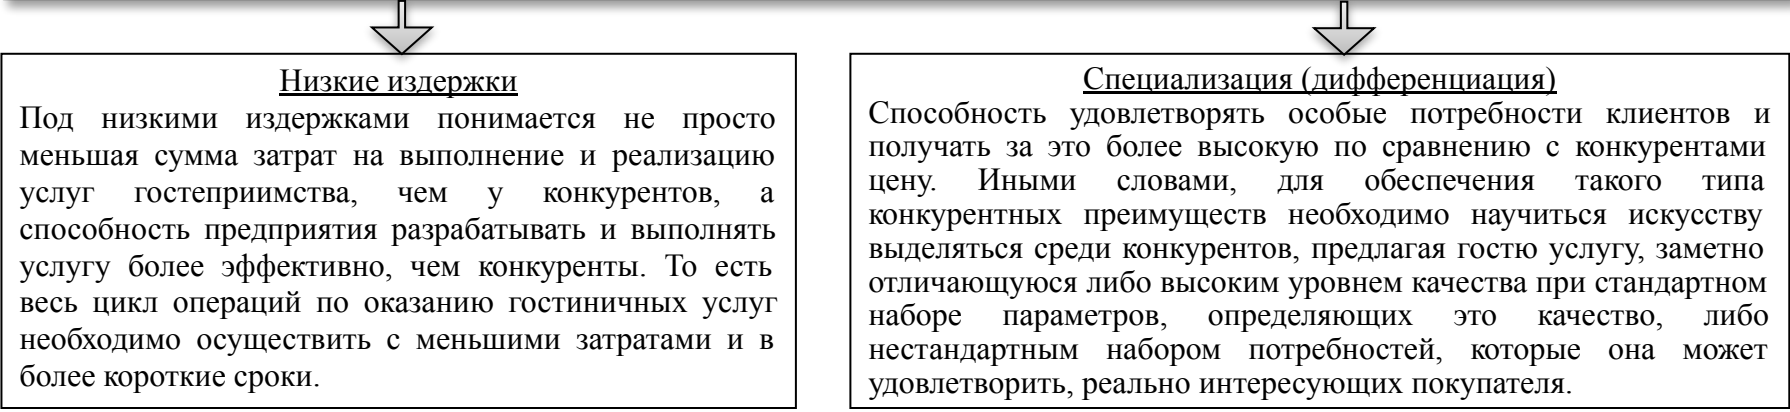 Низкие издержки
Под низкими издержками понимается не просто
меньшая сумма затрат на выполнение и реализацию
услуг гостеприимства, чем у конкурентов, а
способность предприятия разрабатывать и выполнять
услугу более эффективно, чем конкуренты. То есть
весь цикл операций по оказанию гостиничных услуг
необходимо осуществить с меньшими затратами и в
более короткие сроки.
Специализация (дифференциация)
Способность удовлетворять особые потребности клиентов и
получать за это более высокую по сравнению с конкурентами
цену. Иными словами, для обеспечения такого типа
конкурентных преимуществ необходимо научиться искусству
выделяться среди конкурентов, предлагая гостю услугу, заметно
отличающуюся либо высоким уровнем качества при стандартном
наборе параметров, определяющих это качество, либо
нестандартным набором потребностей, которые она может
удовлетворить, реально интересующих покупателя.